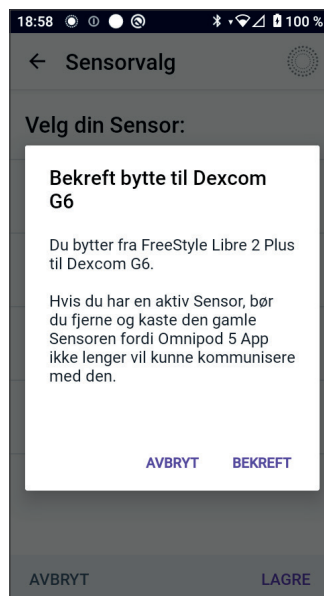 18:58 100 %
Sensorvalg
Velg din Sensor:
Bekreft bytte til Dexcom
G6
Du bytter fra FreeStyle Libre 2 Plus
til Dexcom G6.
Hvis du har en aktiv Sensor, bør
du fjerne og kaste den gamle
Sensoren fordi Omnipod 5 App
ikke lenger vil kunne kommunisere
med den.
AVBRYT BEKREFT
AVBRYT LAGRE